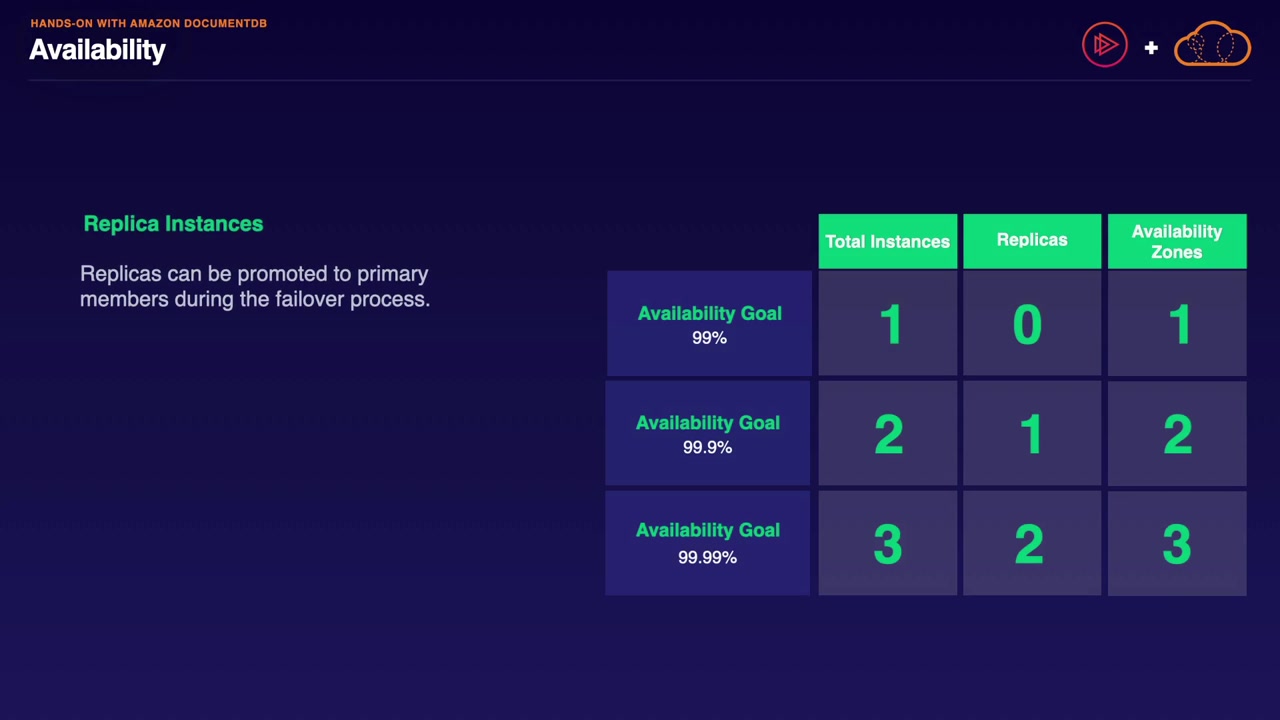 HANDS-ON WITH AMAZON DOCUMENTDB
Availability
+
Replica Instances
Replicas can be promoted to primary
members during the failover process.
Total Instances
Replicas
Availability
Zones
Availability Goal
99%
1
0
1
Availability Goal
99.9%
2
1
2
Availability Goal
99.99%
3
2
3